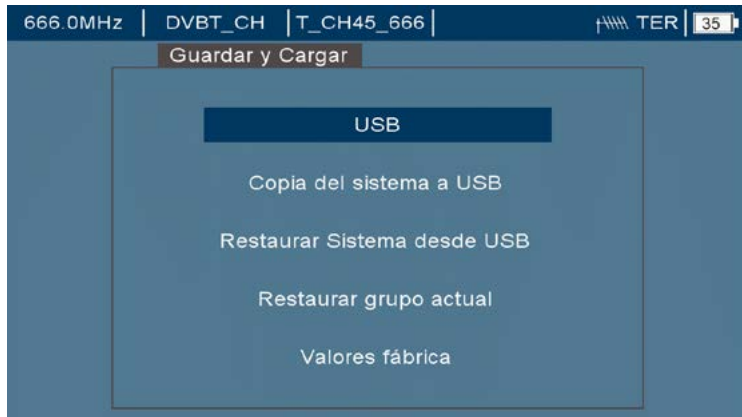 666.0MHz DVBT_CH T_CH45_666 TER 35
Guardar y Cargar
USB
Copia del sistema a USB
Restaurar Sistema desde USB
Restaurar grupo actual
Valores fábrica